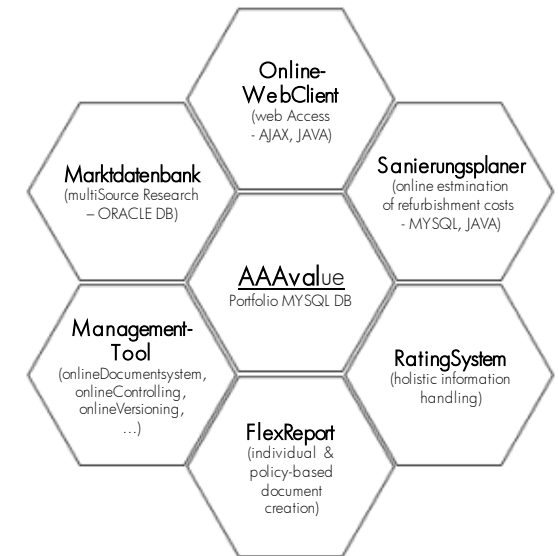 Online-
WebClient
(web Access
- AJAX, JAVA)
Marktdatenbank
(multiSource Research
– ORACLE DB)
Sanierungsplaner
(online estmination
of refurbishment costs
- MYSQL, JAVA)
AAAvalue
Portfolio MYSQL DB
Management-
Tool
(onlineDocumentsystem,
onlineControlling,
onlineVersioning,
...)
RatingSystem
(holistic information
handling)
FlexReport
(individual &
policy-based
document
creation)